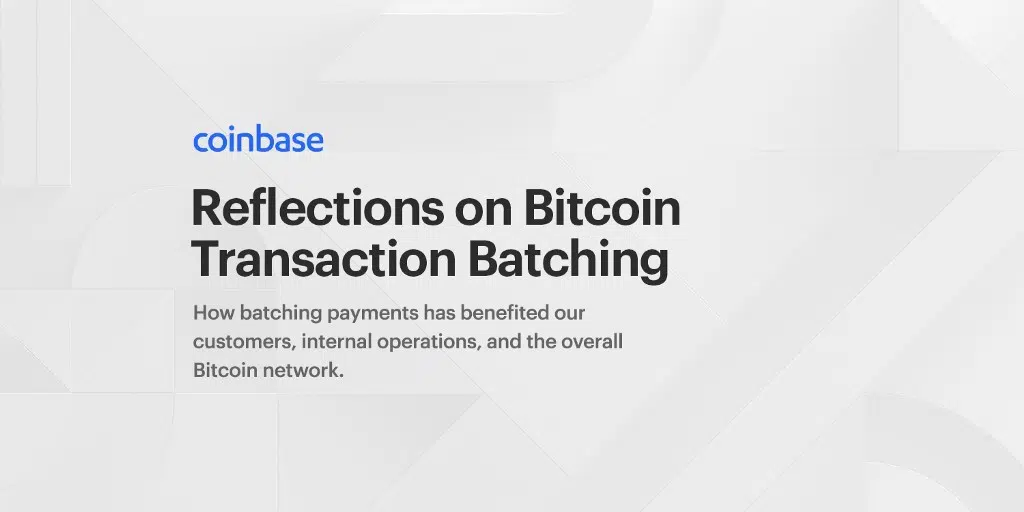 coinbase
Reflections on Bitcoin
Transaction Batching
How batching payments has benefited our
customers, internal operations, and the overall
Bitcoin network.